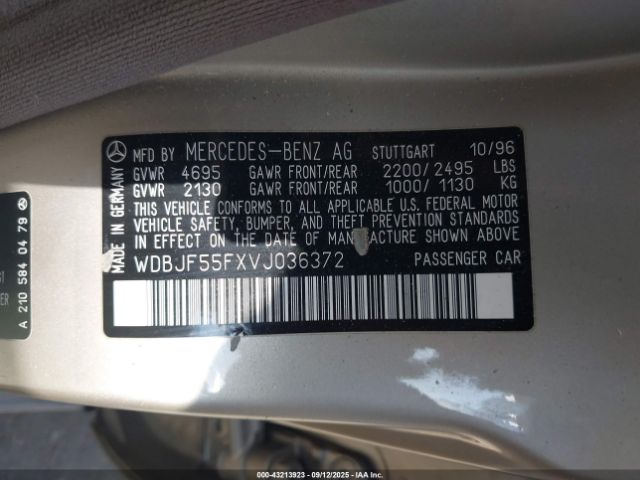 MADE IN GERMANY
MFD BY MERCEDES-BENZ AG STUTTGART 10/96
GVWR 4695 GAWR FRONT/REAR 2200/2495 LBS
GVWR 2130 GAWR FRONT/REAR 1000/1130 KG
THIS VEHICLE CONFORMS TO ALL APPLICABLE U.S. FEDERAL MOTOR
VEHICLE SAFETY, BUMPER, AND THEFT PREVENTION STANDARDS
IN EFFECT ON THE DATE OF MANUFACTURE SHOWN ABOVE.
WDBJF55FXVJ036372 PASSENGER CAR
A 210 584 04 79
© IAA 000-43213923 | 09/12/2025 | IAAI.COM